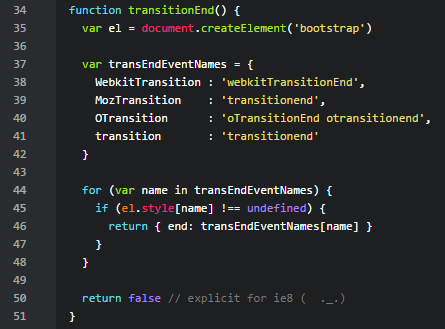 34 function transitionEnd() {
35   var el = document.createElement('bootstrap')
36
37   var transEndEventNames = {
38     WebkitTransition : 'webkitTransitionEnd',
39     MozTransition    : 'transitionend',
40     OTransition      : 'oTransitionEnd otransitionend',
41     transition       : 'transitionend'
42   }
43
44   for (var name in transEndEventNames) {
45     if (el.style[name] !== undefined) {
46       return { end: transEndEventNames[name] }
47     }
48   }
49
50   return false // explicit for ie8 (  ._.)
51 }